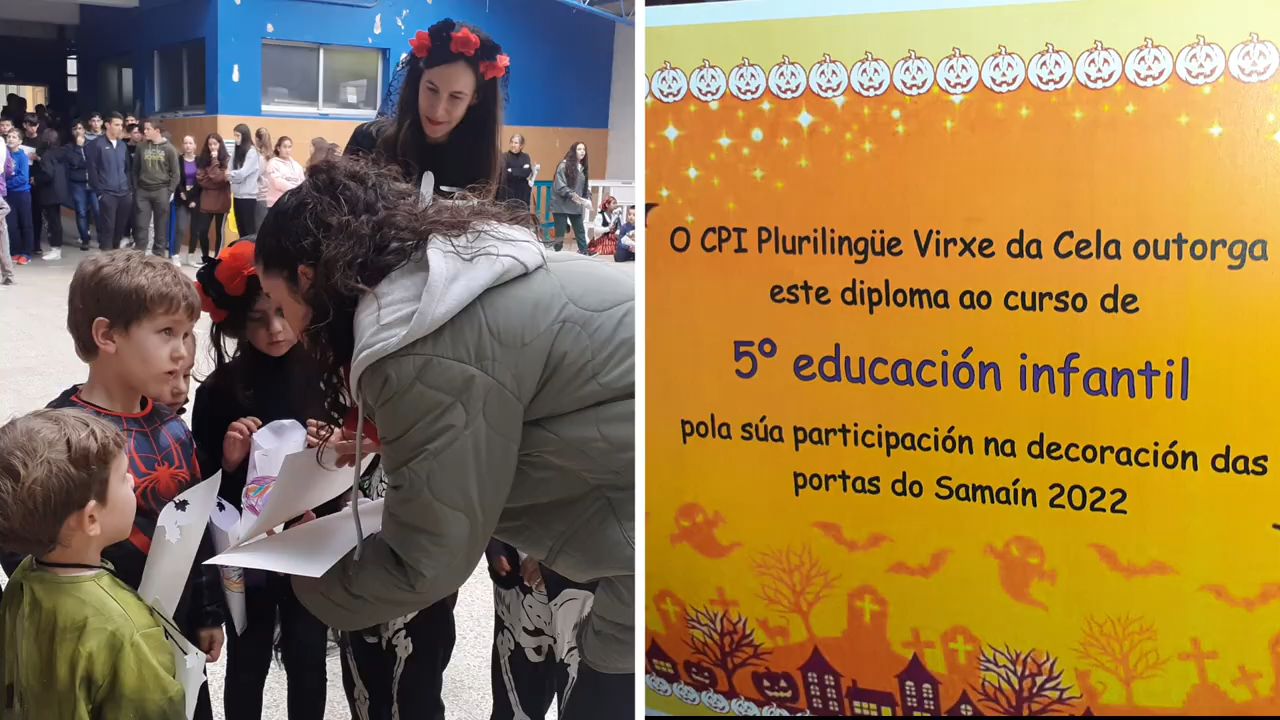 O CPI Plurilingüe Virxe da Cela outorga
este diploma ao curso de
5º educación infantil
pola súa participación na decoración das
portas do Samaín 2022